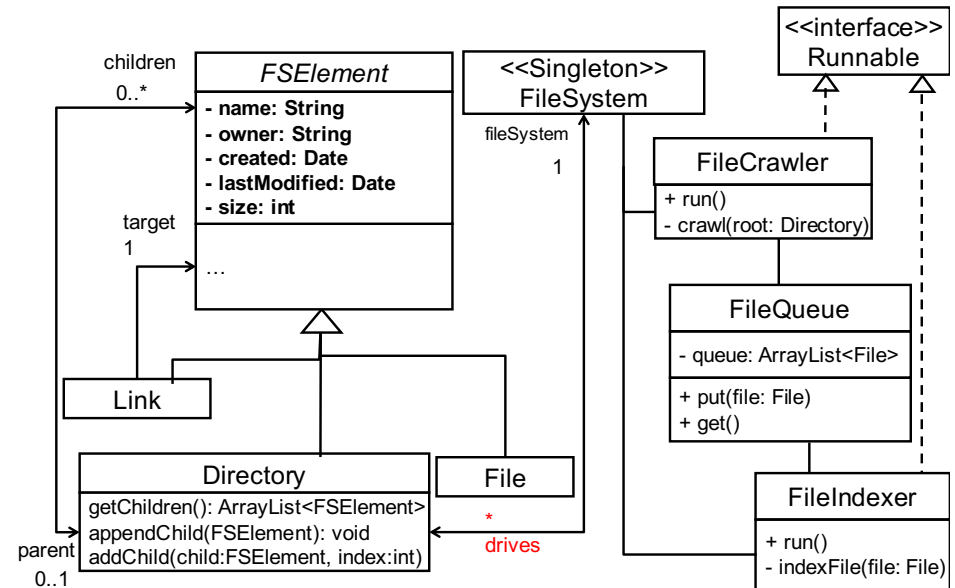 children
0..*
target
1
FSElement
- name: String
- owner: String
- created: Date
- lastModified: Date
- size: int
...
Link
Directory
getChildren(): ArrayList<FSElement>
appendChild(FSElement): void
addChild(child:FSElement, index:int)
parent
0..1
File
*
drives
<<Singleton>>
FileSystem
fileSystem
1
<<interface>>
Runnable
FileCrawler
+ run()
- crawl(root: Directory)
FileQueue
- queue: ArrayList<File>
+ put(file: File)
+ get()
FileIndexer
+ run()
- indexFile(file: File)